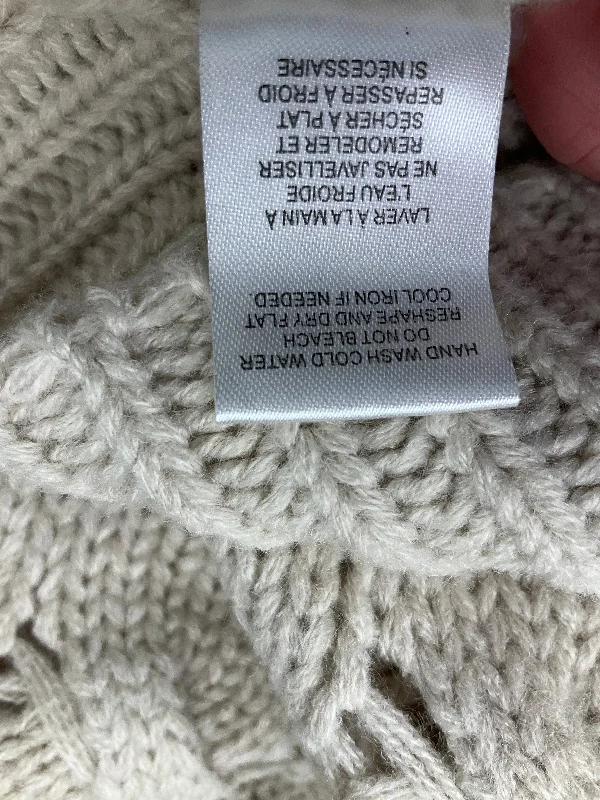 HAND WASH COLD WATER
DO NOT BLEACH
RESHAPE AND DRY FLAT
COOL IRON IF NEEDED.
LAVER À LA MAIN À
L'EAU FROIDE
NE PAS JAVELLISER
REMODELER ET
SÉCHER À PLAT
REPASSER À FROID
SI NÉCESSAIRE